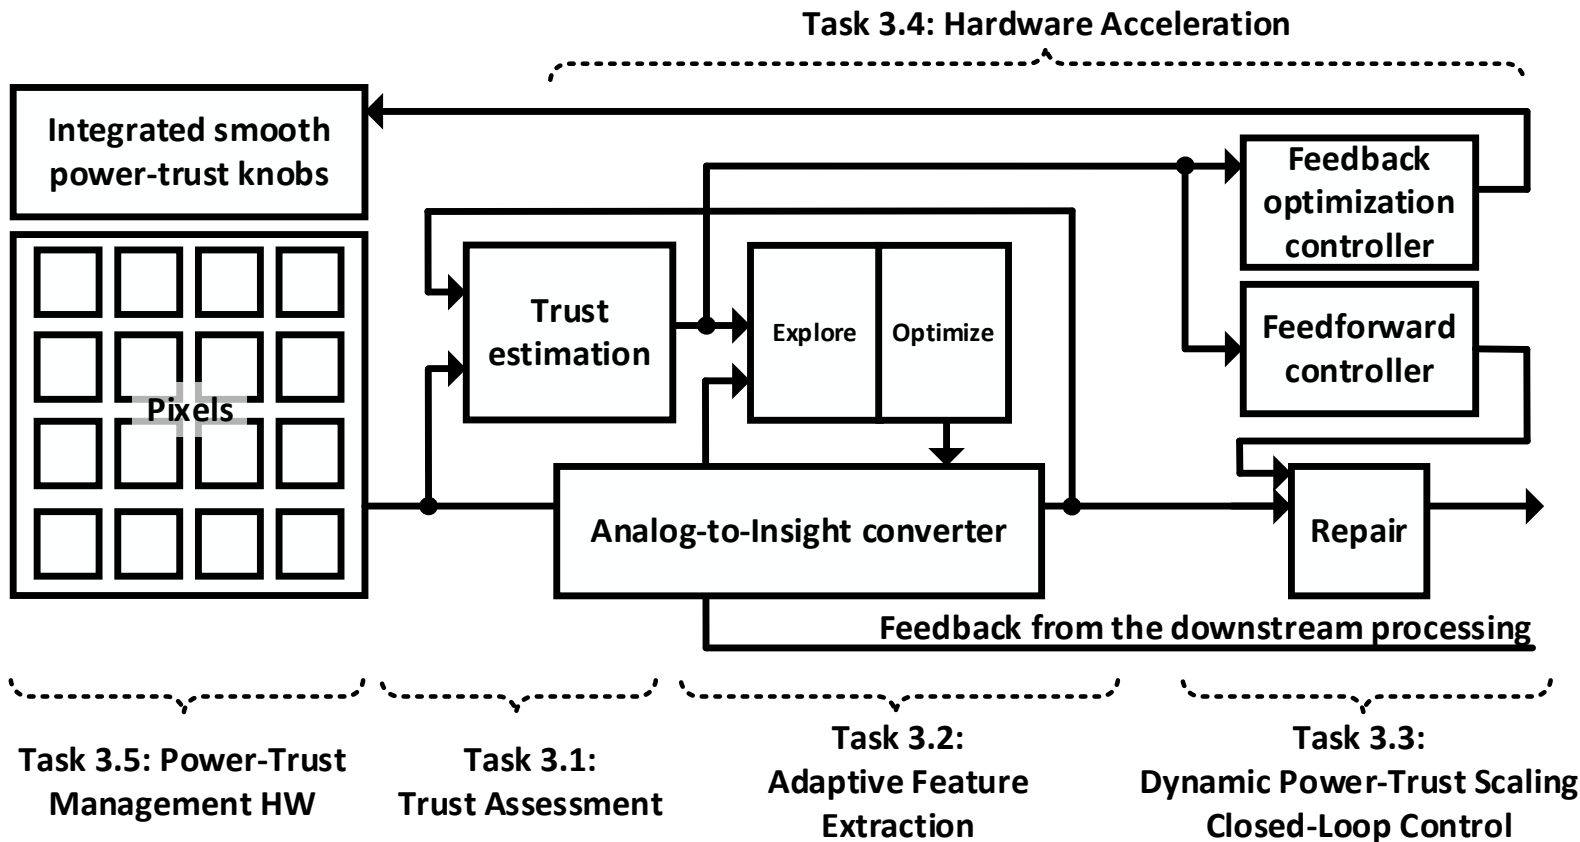 Task 3.4: Hardware Acceleration
Integrated smooth
power-trust knobs
Feedback
optimization
controller
Trust
estimation
Explore
Optimize
Feedforward
controller
Pixels
Analog-to-Insight converter
Repair
Feedback from the downstream processing
Task 3.5: Power-Trust
Management HW
Task 3.1:
Trust Assessment
Task 3.2:
Adaptive Feature
Extraction
Task 3.3:
Dynamic Power-Trust Scaling
Closed-Loop Control